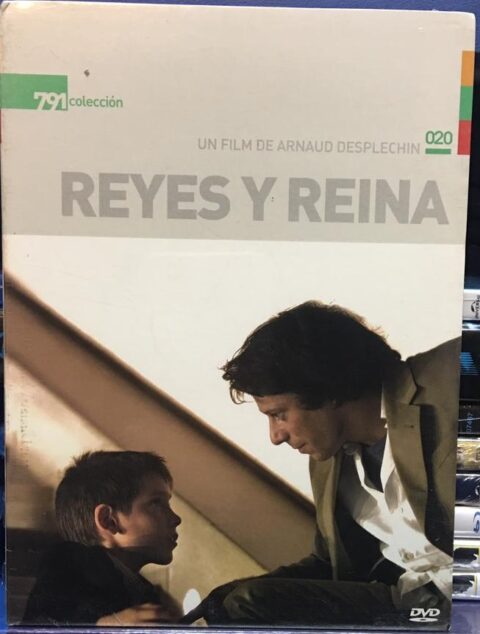 791 colección
UN FILM DE ARNAUD DESPLECHIN 020
REYES Y REINA
DVD